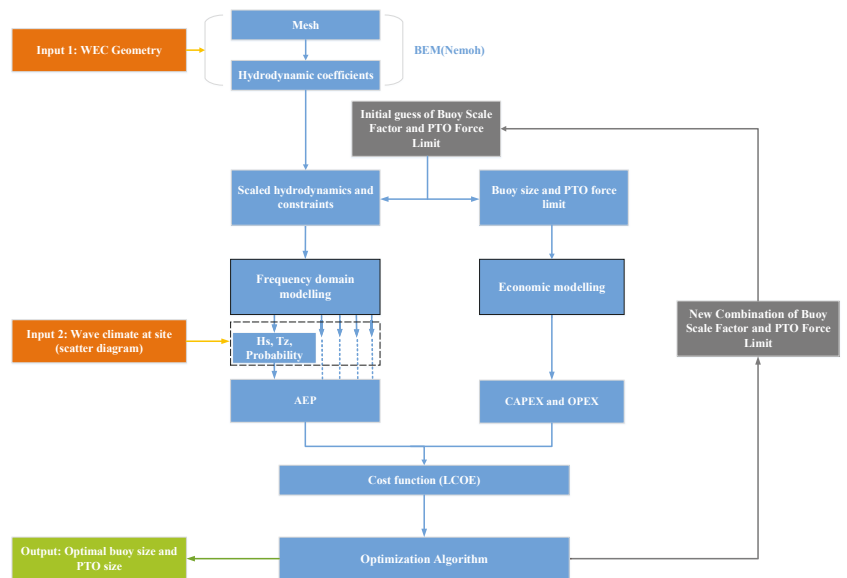 Mesh
Input 1: WEC Geometry
BEM(Nemoh)
Hydrodynamic coefficients
Initial guess of Buoy Scale
Factor and PTO Force
Limit
Scaled hydrodynamics and
constraints
Buoy size and PTO force
limit
Frequency domain
modelling
Economic modelling
Input 2: Wave climate at site
(scatter diagram)
Hs, Tz,
Probability
New Combination of Buoy
Scale Factor and PTO Force
Limit
AEP
CAPEX and OPEX
Cost function (LCOE)
Output: Optimal buoy size and
PTO size
Optimization Algorithm